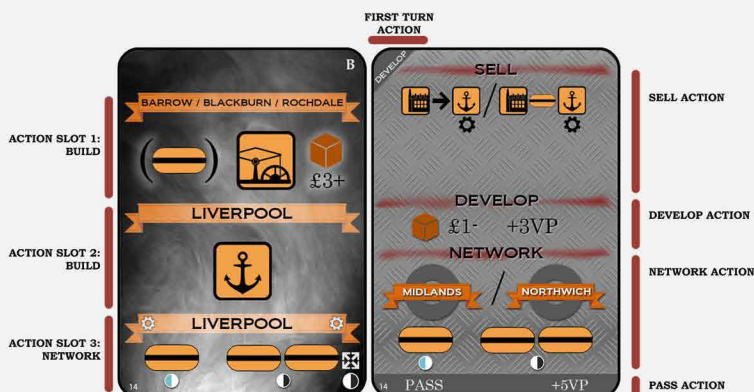 FIRST TURN
ACTION
B
DEVELOP
SELL
BARROW / BLACKBURN / ROCHDALE
SELL ACTION
ACTION SLOT 1:
BUILD
£3+
LIVERPOOL
DEVELOP
£1- +3VP
DEVELOP ACTION
ACTION SLOT 2:
BUILD
NETWORK
MIDLANDS / NORTHWICH
NETWORK ACTION
LIVERPOOL
ACTION SLOT 3:
NETWORK
14
14 PASS +5VP
PASS ACTION